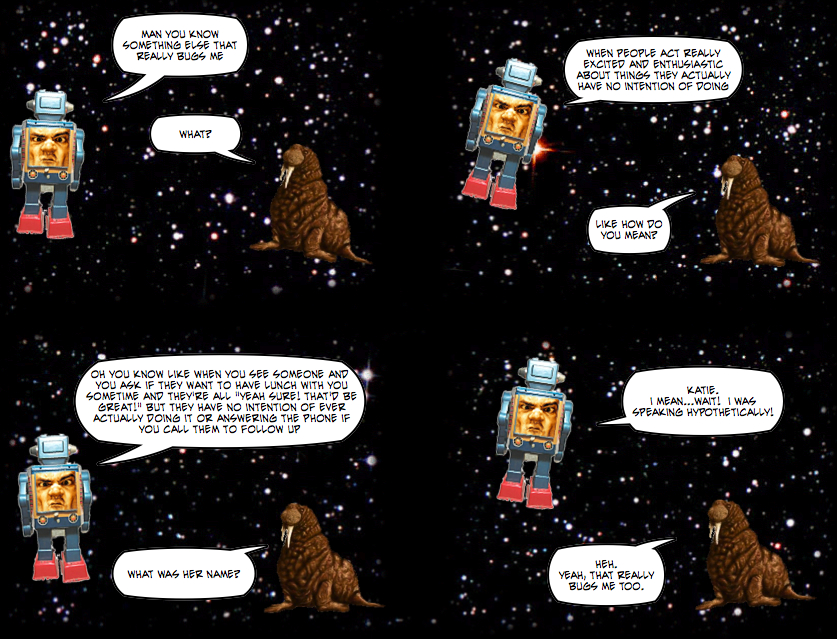 MAN YOU KNOW
SOMETHING ELSE THAT
REALLY BUGS ME
WHAT?
WHEN PEOPLE ACT REALLY
EXCITED AND ENTHUSIASTIC
ABOUT THINGS THEY ACTUALLY
HAVE NO INTENTION OF DOING
LIKE HOW DO
YOU MEAN?
OH YOU KNOW LIKE WHEN YOU SEE SOMEONE AND
YOU ASK IF THEY WANT TO HAVE LUNCH WITH YOU
SOMETIME AND THEY'RE ALL "YEAH SURE! THAT'D BE
GREAT!" BUT THEY HAVE NO INTENTION OF EVER
ACTUALLY DOING IT OR ANSWERING THE PHONE IF
YOU CALL THEM TO FOLLOW UP
WHAT WAS HER NAME?
KATIE.
I MEAN...WAIT! I WAS
SPEAKING HYPOTHETICALLY!
HEH.
YEAH, THAT REALLY
BUGS ME TOO.